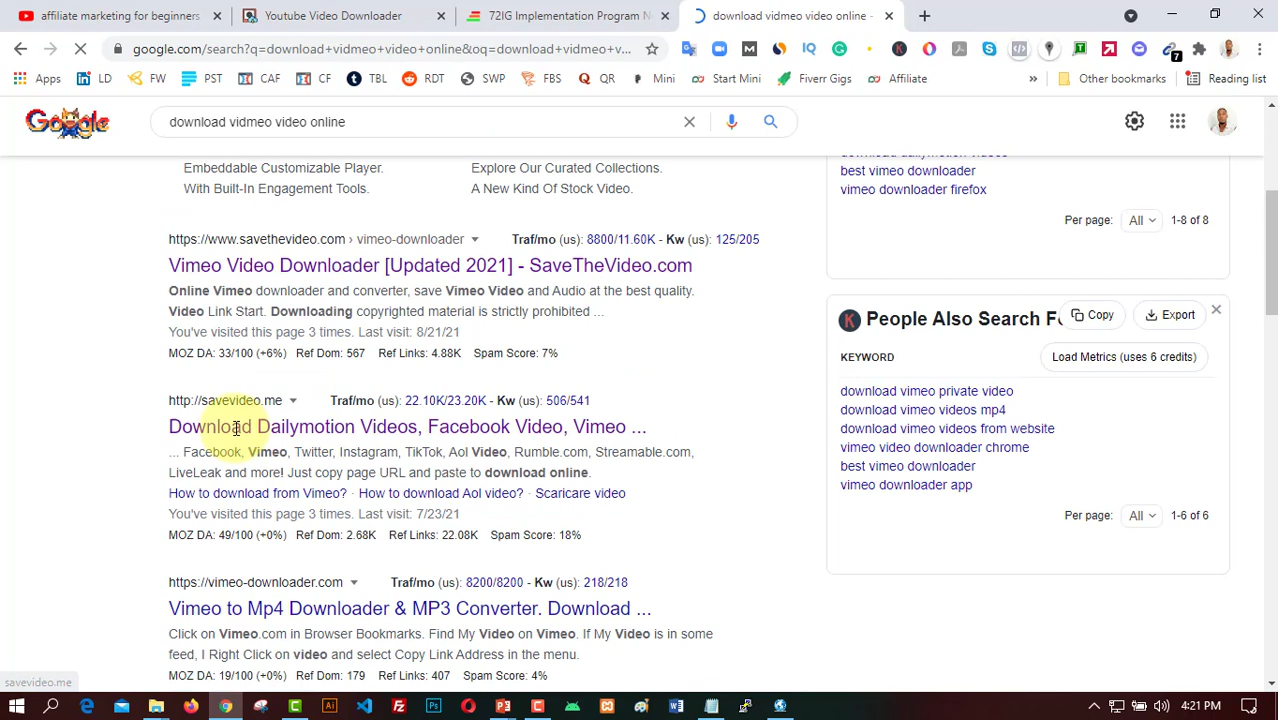 affiliate marketing for beginners
Youtube Video Downloader
72IG Implementation Program N
download vidmeo video online -
google.com/search?q=download+vidmeo+video+online&oq=download+vidmeo+v...
7
Apps
LD
FW
PST
CAF
CF
TBL
RDT
SWP
FBS
QR
Mini
Start Mini
Fiverr Gigs
Affiliate
»
Other bookmarks
Reading list
Google
download vidmeo video online
Embeddable Customizable Player.
Explore Our Curated Collections.
With Built-In Engagement Tools.
A New Kind Of Stock Video.
https://www.savethevideo.com › vimeo-downloader
Traf/mo (us): 8800/11.60K - Kw (us): 125/205
Vimeo Video Downloader [Updated 2021] - SaveTheVideo.com
Online Vimeo downloader and converter, save Vimeo Video and Audio at the best quality.
Video Link Start. Downloading copyrighted material is strictly prohibited ...
You've visited this page 3 times. Last visit: 8/21/21
MOZ DA: 33/100 (+6%) Ref Dom: 567 Ref Links: 4.88K Spam Score: 7%
http://savevideo.me
Traf/mo (us): 22.10K/23.20K - Kw (us): 506/541
Download Dailymotion Videos, Facebook Video, Vimeo ...
... Facebook, Vimeo, Twitter, Instagram, TikTok, Aol Video, Rumble.com, Streamable.com,
LiveLeak and more! Just copy page URL and paste to download online.
How to download from Vimeo? · How to download Aol video? · Scaricare video
You've visited this page 3 times. Last visit: 7/23/21
MOZ DA: 49/100 (+0%) Ref Dom: 2.68K Ref Links: 22.08K Spam Score: 18%
https://vimeo-downloader.com
Traf/mo (us): 8200/8200 - Kw (us): 218/218
Vimeo to Mp4 Downloader & MP3 Converter. Download ...
Click on Vimeo.com in Browser Bookmarks. Find My Video on Vimeo. If My Video is in some
feed, I Right Click on video and select Copy Link Address in the menu.
MOZ DA: 19/100 (+0%) Ref Dom: 179 Ref Links: 407 Spam Score: 4%
download dailymotion videos
best vimeo downloader
vimeo downloader firefox
Per page: All 1-8 of 8
People Also Search Fo
Copy
Export
KEYWORD
Load Metrics (uses 6 credits)
download vimeo private video
download vimeo videos mp4
download vimeo videos from website
vimeo video downloader chrome
best vimeo downloader
vimeo downloader app
Per page: All 1-6 of 6
savevideo.me
4:21 PM